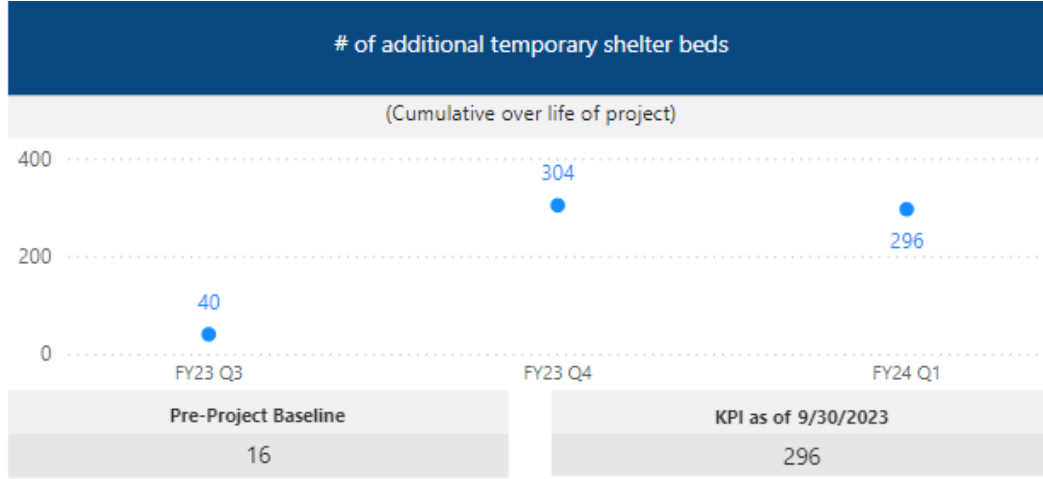 # of additional temporary shelter beds
(Cumulative over life of project)
400
304
296
200
40
0
FY23 Q3 FY23 Q4 FY24 Q1
Pre-Project Baseline KPI as of 9/30/2023
16 296